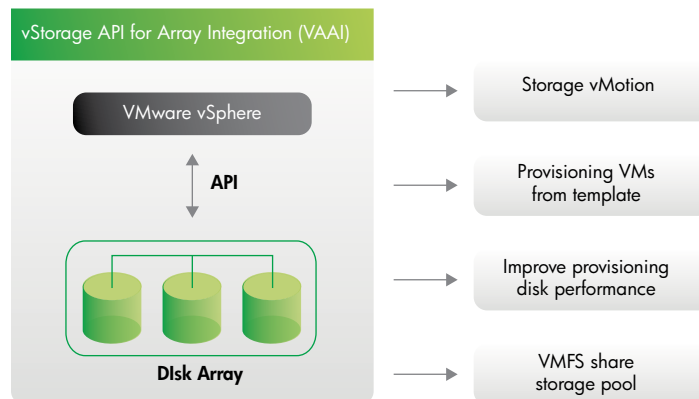 vStorage API for Array Integration (VAAI)
VMware vSphere
API
DIsk Array
Storage vMotion
Provisioning VMs
from template
Improve provisioning
disk performance
VMFS share
storage pool